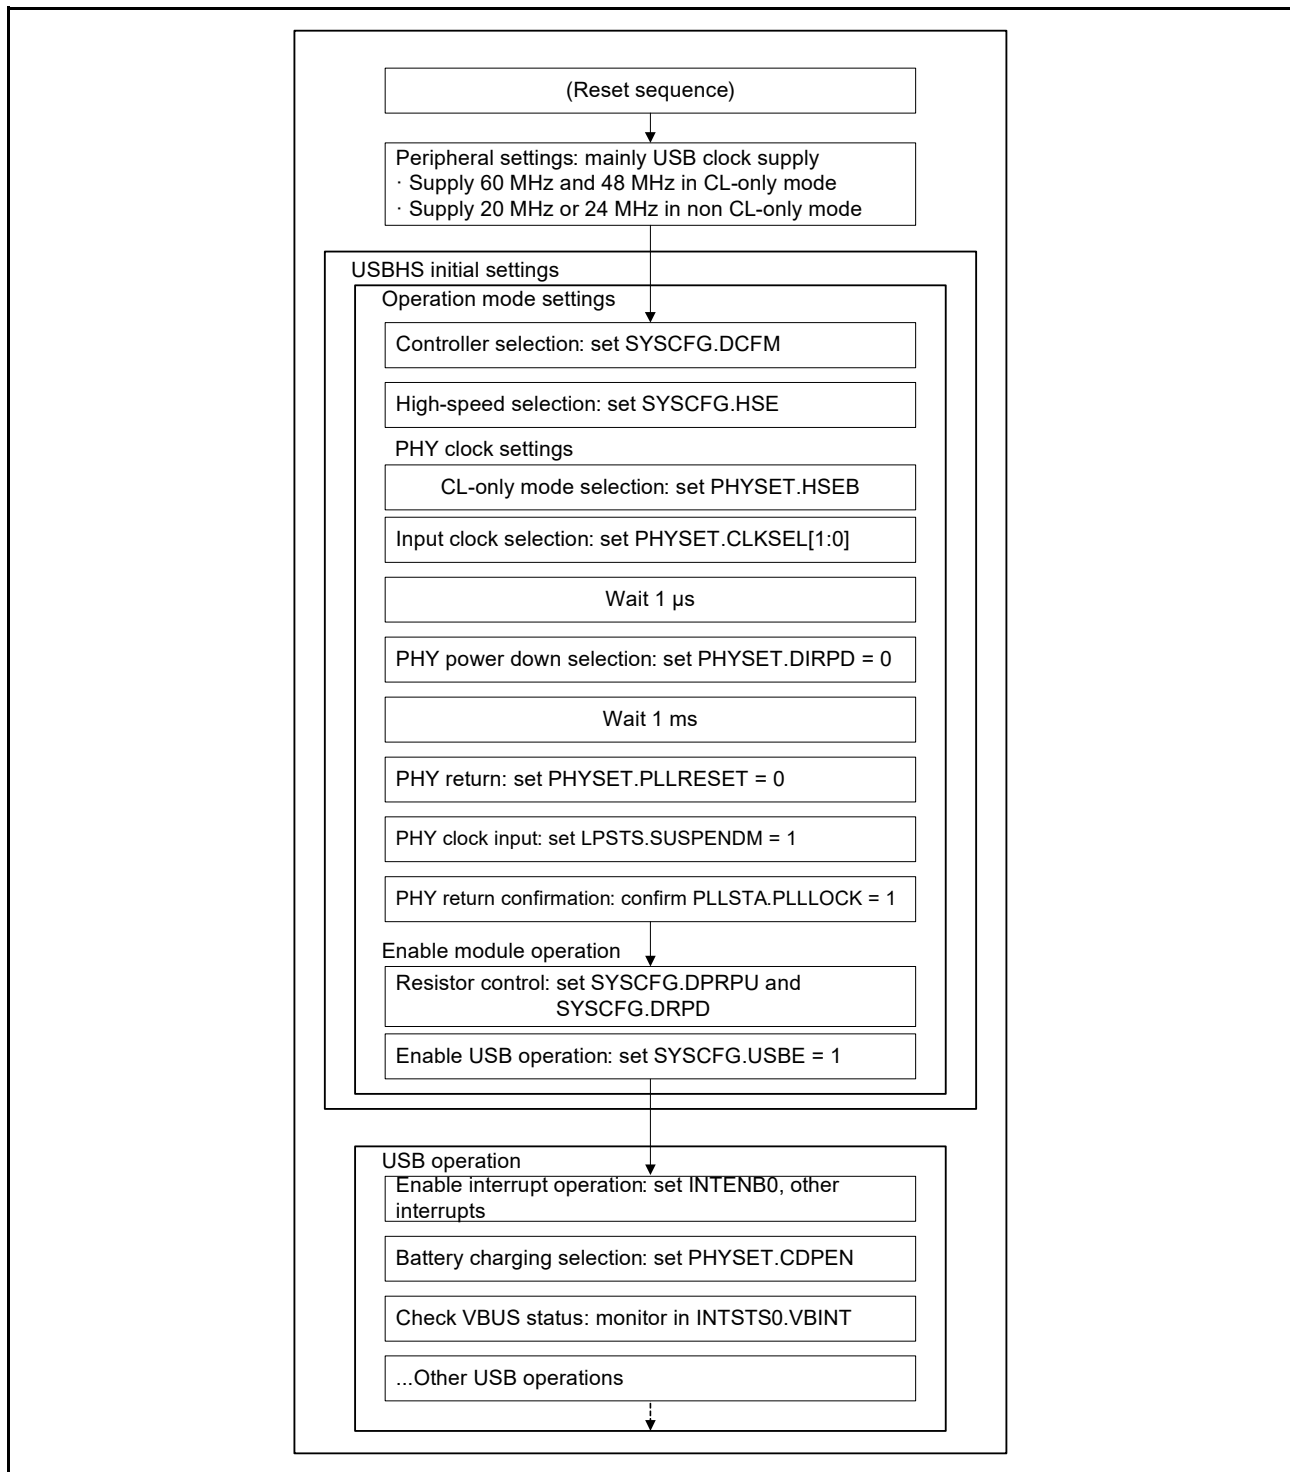 (Reset sequence)
Peripheral settings: mainly USB clock supply
· Supply 60 MHz and 48 MHz in CL-only mode
· Supply 20 MHz or 24 MHz in non CL-only mode
USBHS initial settings
Operation mode settings
Controller selection: set SYSCFG.DCFM
High-speed selection: set SYSCFG.HSE
PHY clock settings
CL-only mode selection: set PHYSET.HSEB
Input clock selection: set PHYSET.CLKSEL[1:0]
Wait 1 µs
PHY power down selection: set PHYSET.DIRPD = 0
Wait 1 ms
PHY return: set PHYSET.PLLRESET = 0
PHY clock input: set LPSTS.SUSPENDM = 1
PHY return confirmation: confirm PLLSTA.PLLLOCK = 1
Enable module operation
Resistor control: set SYSCFG.DPRPU and
SYSCFG.DRPD
Enable USB operation: set SYSCFG.USBE = 1
USB operation
Enable interrupt operation: set INTENB0, other
interrupts
Battery charging selection: set PHYSET.CDPEN
Check VBUS status: monitor in INTSTS0.VBINT
...Other USB operations